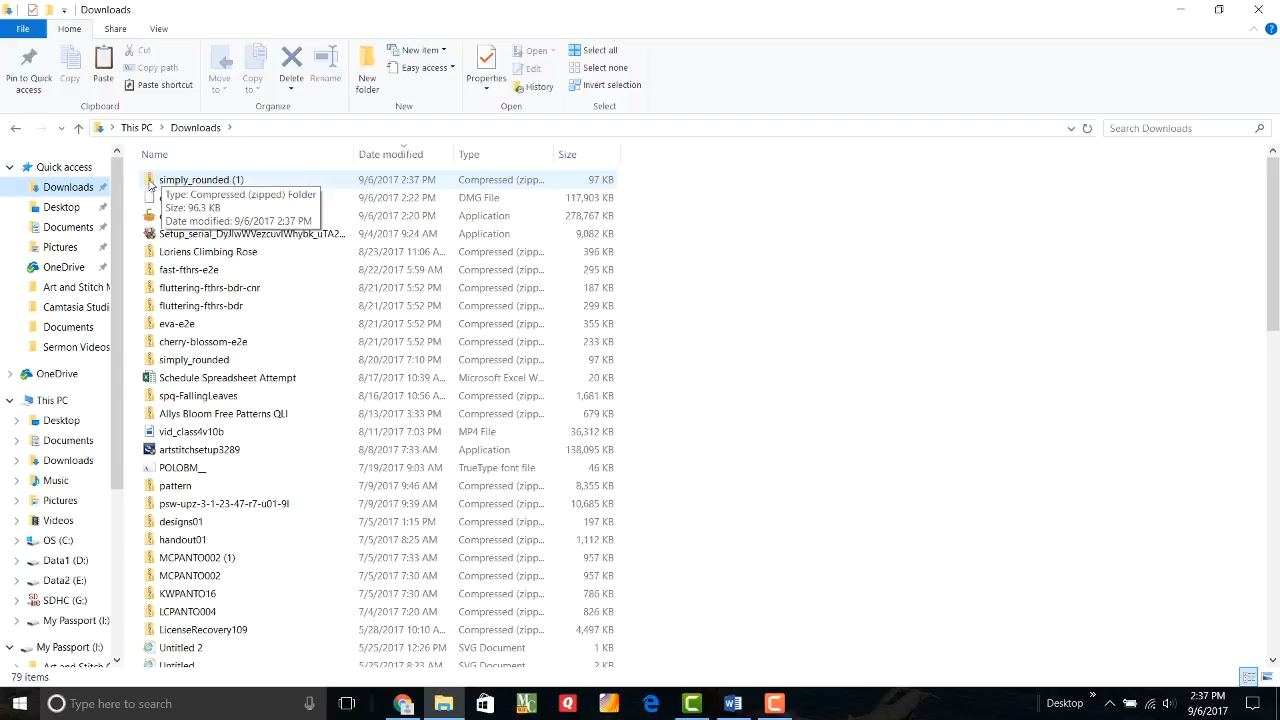 Downloads
File Home Share View
Pin to Quick access
Copy
Paste
Cut
Copy path
Paste shortcut
Clipboard
Move to
Copy to
Delete
Rename
Organize
New folder
New item
Easy access
New
Properties
Open
Edit
History
Open
Select all
Select none
Invert selection
Select
This PC Downloads
Search Downloads
Quick access
Downloads
Desktop
Documents
Pictures
OneDrive
Art and Stitch M
Camtasia Studi
Documents
Sermon Videos
OneDrive
This PC
Desktop
Documents
Downloads
Music
Pictures
Videos
OS (C:)
Data1 (D:)
Data2 (E:)
SDHC (G:)
My Passport (I:)
My Passport (I:)
Art and Stitch
Name Date modified Type Size
simply_rounded (1) 9/6/2017 2:37 PM Compressed (zipp... 97 KB
9/6/2017 2:22 PM DMG File 117,903 KB
9/6/2017 2:20 PM Application 278,767 KB
Type: Compressed (zipped) Folder
Size: 96.3 KB
Date modified: 9/6/2017 2:37 PM
9/4/2017 9:24 AM Application 9,082 KB
Loriens Climbing Rose 8/23/2017 11:06 A... Compressed (zipp... 396 KB
fast-fthrs-e2e 8/22/2017 5:59 AM Compressed (zipp... 295 KB
fluttering-fthrs-bdr-cnr 8/21/2017 5:52 PM Compressed (zipp... 187 KB
fluttering-fthrs-bdr 8/21/2017 5:52 PM Compressed (zipp... 299 KB
eva-e2e 8/21/2017 5:52 PM Compressed (zipp... 355 KB
cherry-blossom-e2e 8/21/2017 5:52 PM Compressed (zipp... 233 KB
simply_rounded 8/20/2017 7:10 PM Compressed (zipp... 97 KB
Schedule Spreadsheet Attempt 8/17/2017 10:39 A... Microsoft Excel W... 20 KB
spq-FallingLeaves 8/16/2017 10:56 A... Compressed (zipp... 1,681 KB
Allys Bloom Free Patterns QLI 8/13/2017 3:33 PM Compressed (zipp... 679 KB
vid_class4v10b 8/11/2017 7:03 PM MP4 File 36,312 KB
artstitchsetup3289 8/8/2017 7:33 AM Application 138,095 KB
POLOBM__ 7/19/2017 9:03 AM TrueType font file 46 KB
pattern 7/9/2017 9:46 AM Compressed (zipp... 8,355 KB
psw-upz-3-1-23-47-r7-u01-9l 7/9/2017 9:39 AM Compressed (zipp... 10,685 KB
designs01 7/5/2017 1:15 PM Compressed (zipp... 197 KB
handout01 7/5/2017 8:25 AM Compressed (zipp... 1,112 KB
MCPANTO002 (1) 7/5/2017 7:33 AM Compressed (zipp... 957 KB
MCPANTO002 7/5/2017 7:30 AM Compressed (zipp... 957 KB
KWPANTO16 7/5/2017 7:30 AM Compressed (zipp... 786 KB
LCPANTO004 7/4/2017 7:20 AM Compressed (zipp... 826 KB
LicenseRecovery109 5/28/2017 10:10 A... Compressed (zipp... 4,497 KB
Untitled 2 5/25/2017 12:26 PM SVG Document 1 KB
Untitled 5/25/2017 8:23 AM SVG Document 2 KB
79 items
Type here to search
Desktop
2:37 PM
9/6/2017